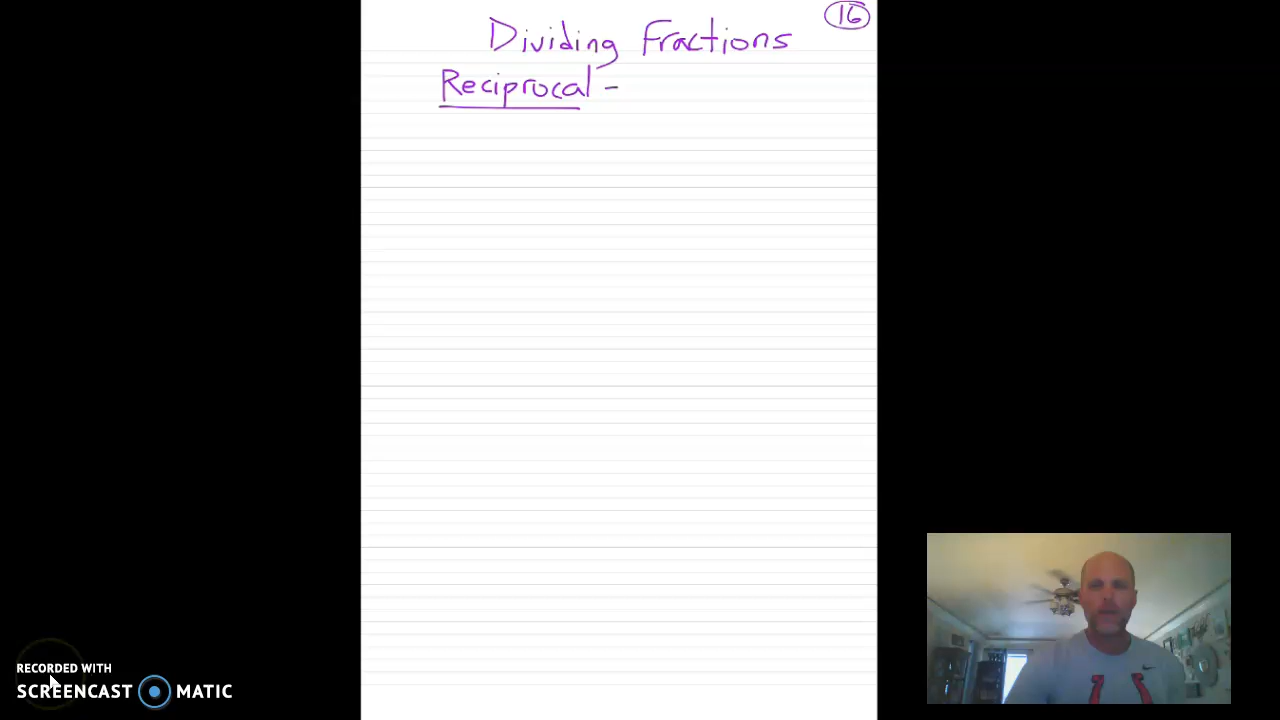 16
Dividing Fractions
Reciprocal -
RECORDED WITH
SCREENCAST MATIC